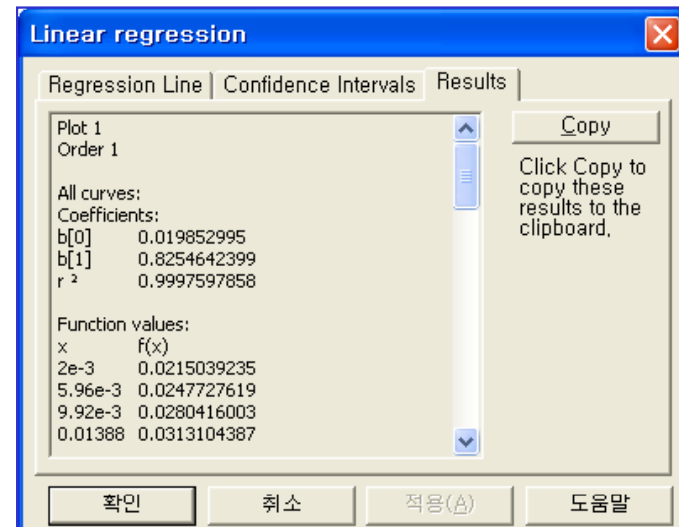 Linear regression
Regression Line Confidence Intervals Results
Plot 1
Order 1
All curves:
Coefficients:
b[0] 0.019852995
b[1] 0.8254642399
r ² 0.9997597858
Function values:
x f(x)
2e-3 0.0215039235
5.96e-3 0.0247727619
9.92e-3 0.0280416003
0.01388 0.0313104387
Copy
Click Copy to
copy these
results to the
clipboard,
확인 취소 적용(A) 도움말